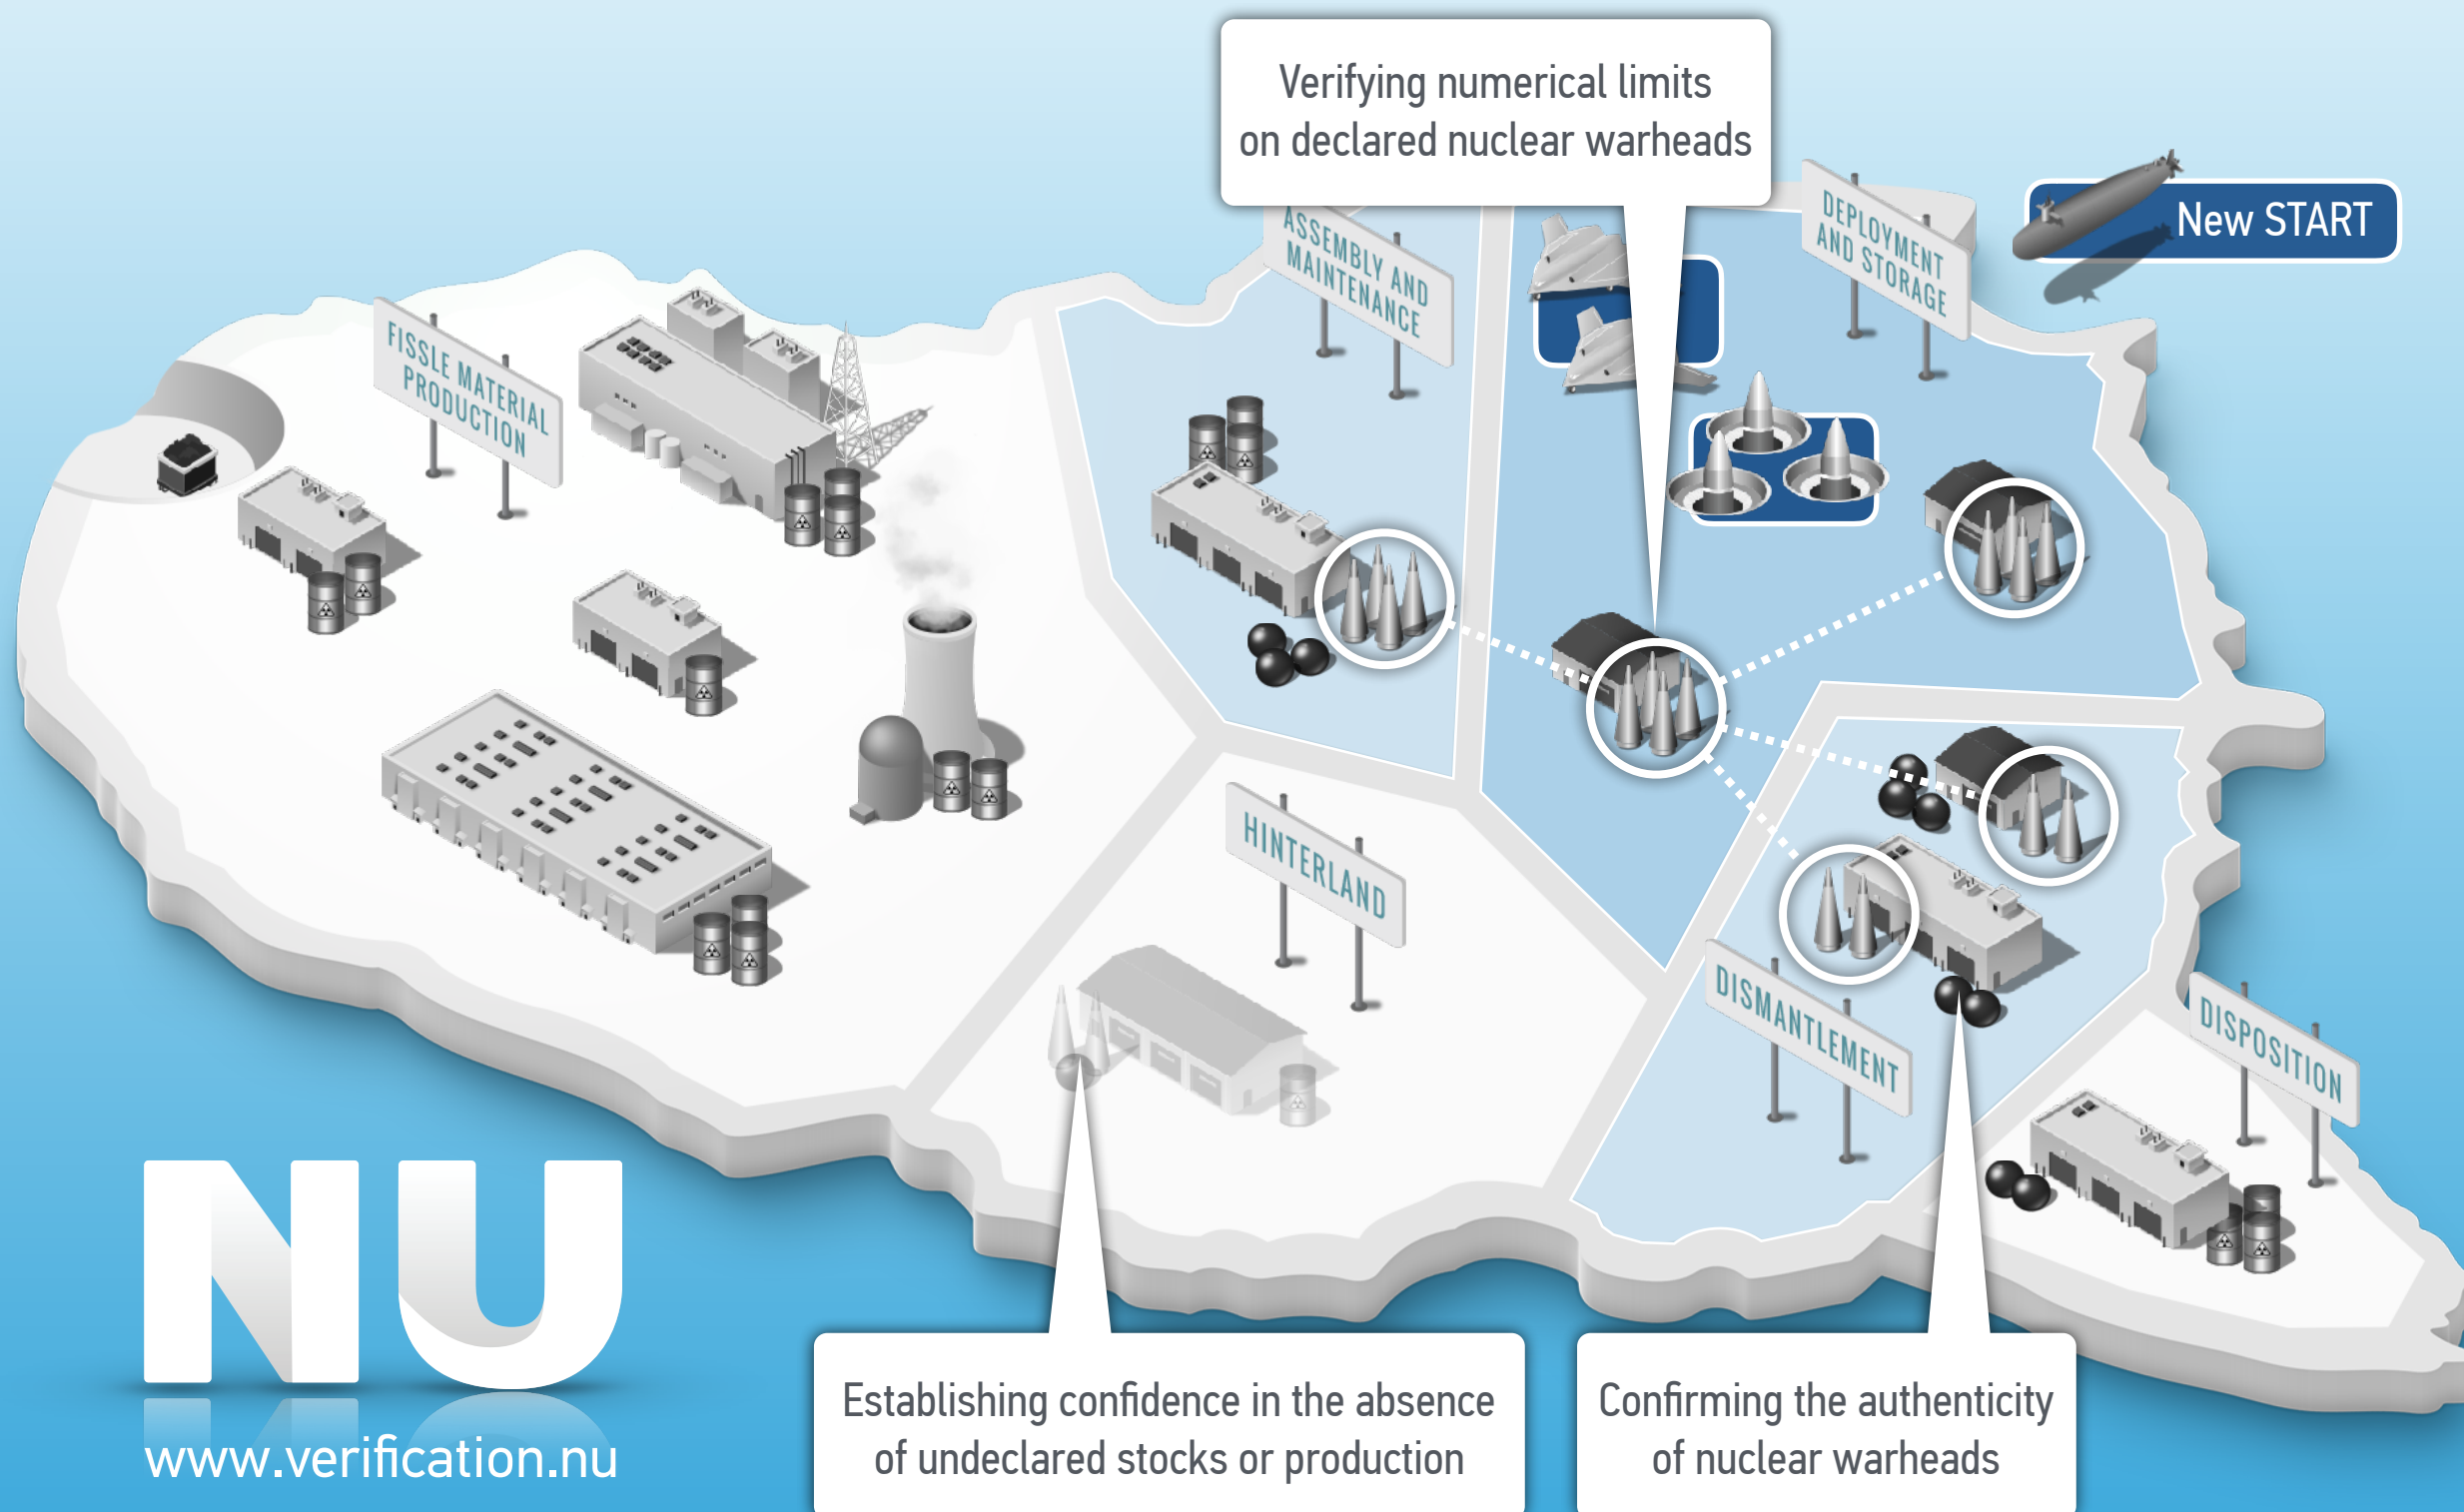 Verifying numerical limits
on declared nuclear warheads
New START
DEPLOYMENT
AND STORAGE
ASSEMBLY AND
MAINTENANCE
FISSLE MATERIAL
PRODUCTION
HINTERLAND
DISMANTLEMENT
DISPOSITION
NU
www.verification.nu
Establishing confidence in the absence
of undeclared stocks or production
Confirming the authenticity
of nuclear warheads